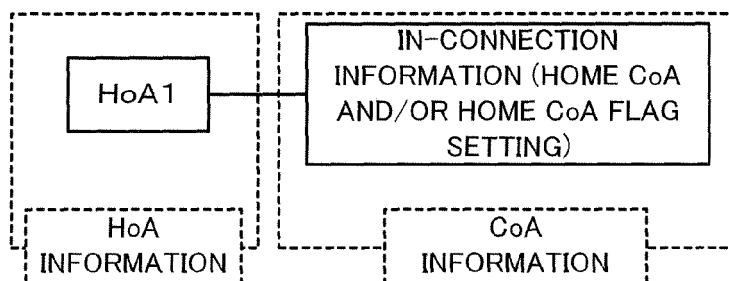 HoA1
IN-CONNECTION
INFORMATION (HOME CoA
AND/OR HOME CoA FLAG
SETTING)
HoA
INFORMATION
CoA
INFORMATION